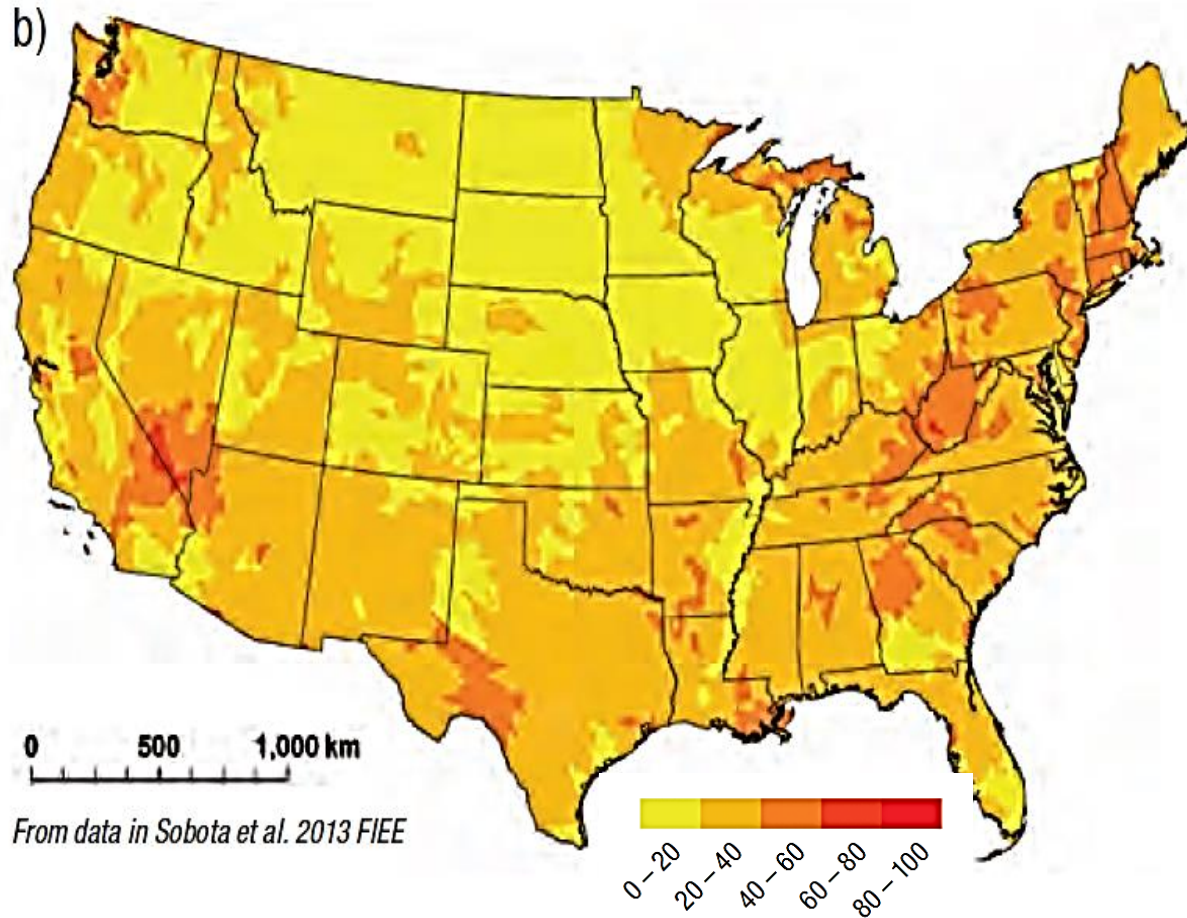 b)
0 500 1,000 km
From data in Sobota et al. 2013 FIEE
0 – 20
20 – 40
40 – 60
60 – 80
80 – 100